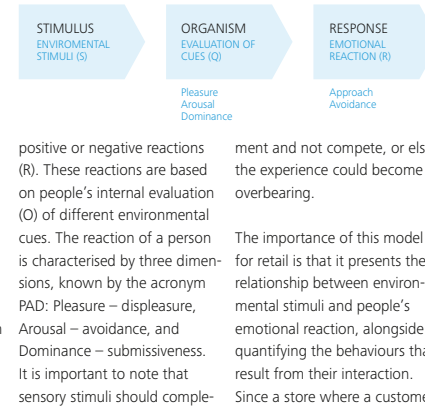 STIMULUS
ENVIROMENTAL
STIMULI (S)
ORGANISM
EVALUATION OF
CUES (Q)
Pleasure
Arousal
Dominance
RESPONSE
EMOTIONAL
REACTION (R)
Approach
Avoidance
positive or negative reactions
(R). These reactions are based
on people’s internal evaluation
(O) of different environmental
cues. The reaction of a person
is characterised by three dimen-
sions, known by the acronym
PAD: Pleasure – displeasure,
Arousal – avoidance, and
Dominance – submissiveness.
It is important to note that
sensory stimuli should comple-
ment and not compete, or els
the experience could become
overbearing.
The importance of this model
for retail is that it presents the
relationship between environ-
mental stimuli and people’s
emotional reaction, alongside
quantifying the behaviours tha
result from their interaction.
Since a store where a custome